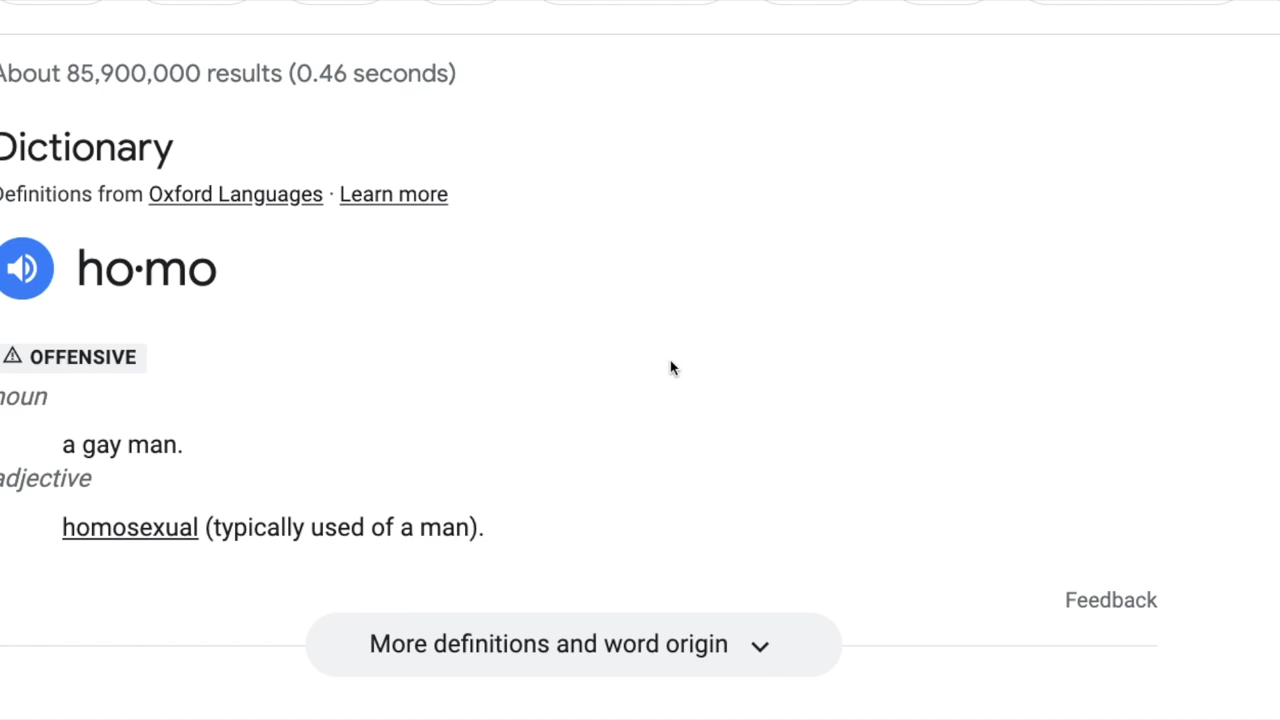 About 85,900,000 results (0.46 seconds)
Dictionary
Definitions from Oxford Languages · Learn more
ho·mo
OFFENSIVE
noun
a gay man.
adjective
homosexual (typically used of a man).
Feedback
More definitions and word origin